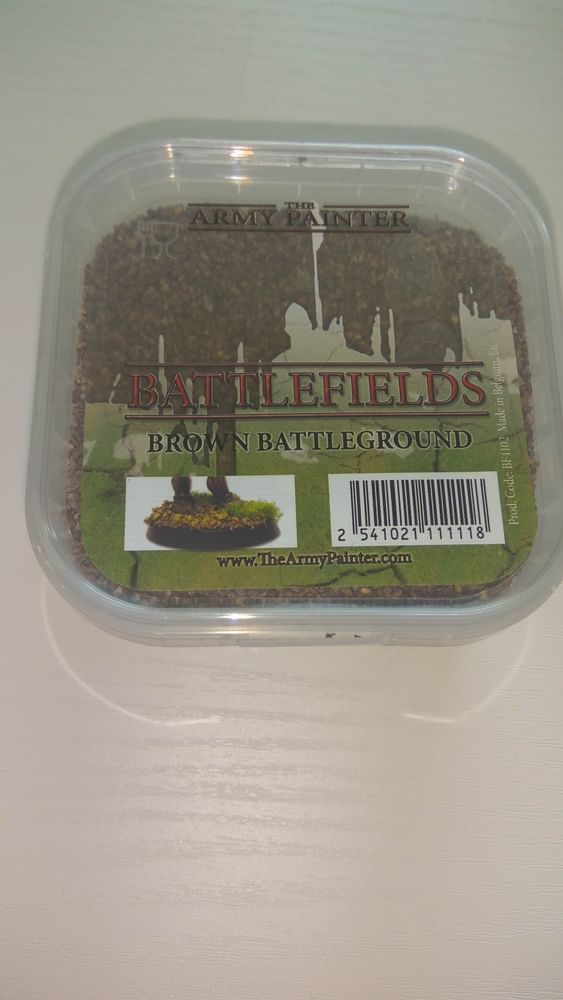 THE
ARMY PAINTER
BATTLEFIELDS
BROWN BATTLEGROUND
2 541021 111118
www.TheArmyPainter.com
Prod. Code: BF4102 Made in Belgium, Eu.